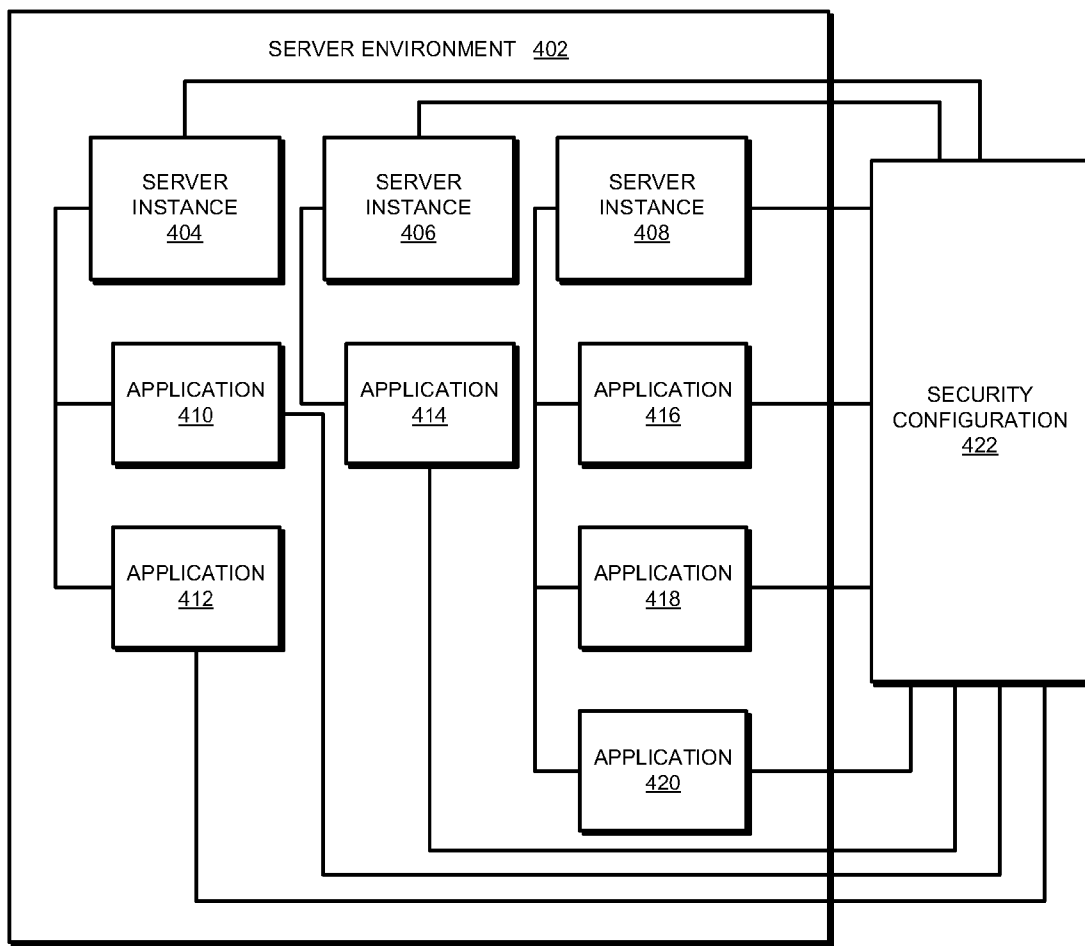 SERVER ENVIRONMENT 402
SERVER
INSTANCE
404
SERVER
INSTANCE
406
SERVER
INSTANCE
408
APPLICATION
410
APPLICATION
414
APPLICATION
416
SECURITY
CONFIGURATION
422
APPLICATION
412
APPLICATION
418
APPLICATION
420